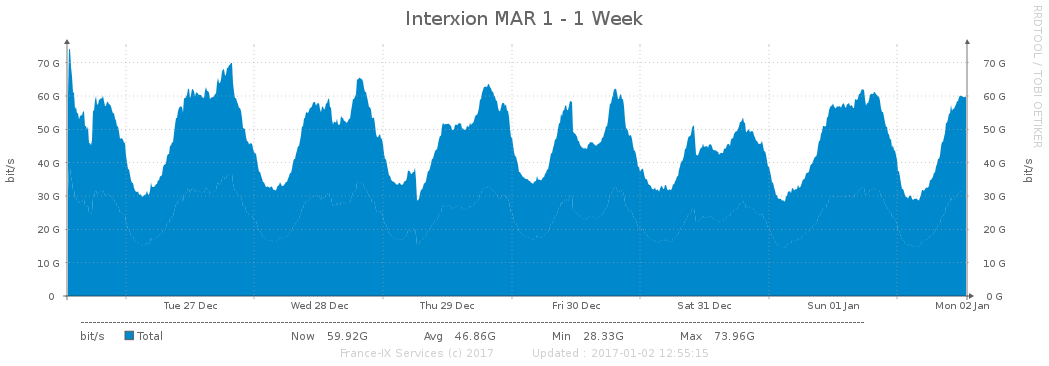 Interxion MAR 1 - 1 Week
RRDTOOL / TOBI OETIKER
bit/s
bit/s
70 G 70 G
60 G 60 G
50 G 50 G
40 G 40 G
30 G 30 G
20 G 20 G
10 G 10 G
0 0 G
Tue 27 Dec Wed 28 Dec Thu 29 Dec Fri 30 Dec Sat 31 Dec Sun 01 Jan Mon 02 Jan
bit/s Total Now 59.92G Avg 46.86G Min 28.33G Max 73.96G
France-IX Services (c) 2017 Updated : 2017-01-02 12:55:15